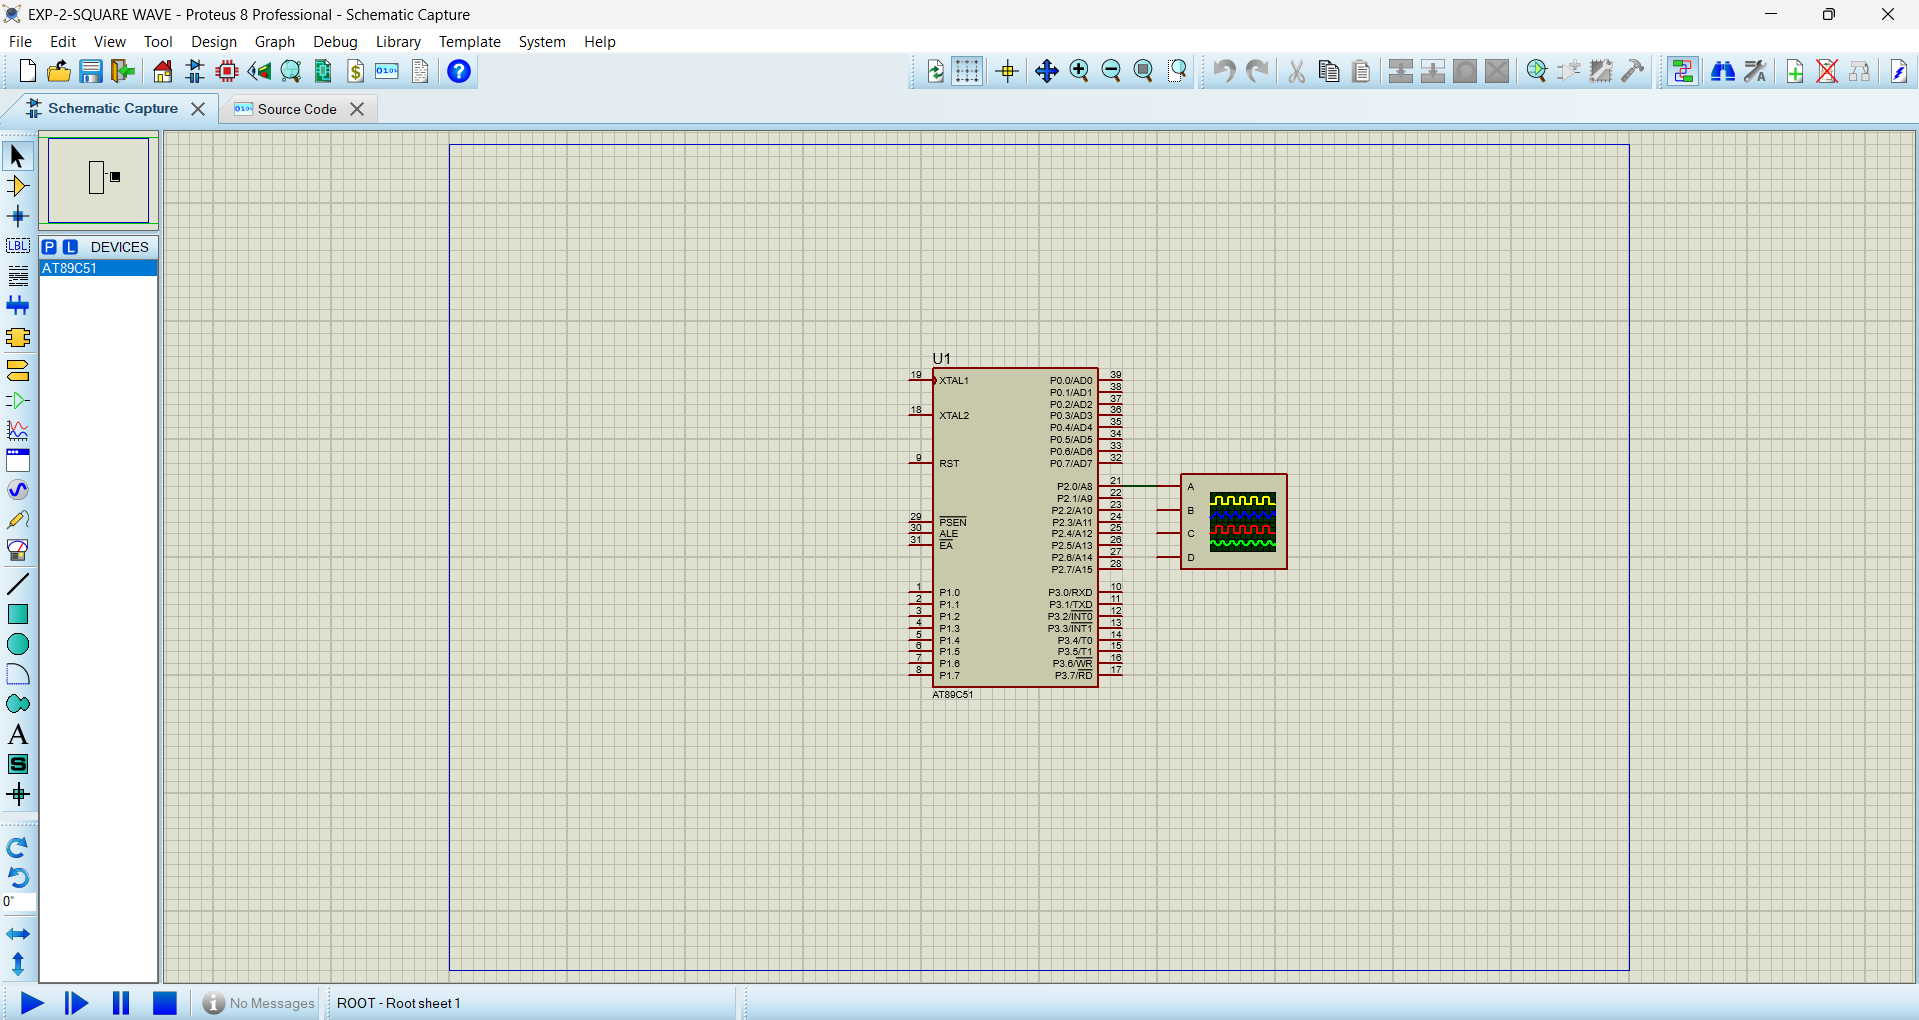 EXP-2-SQUARE WAVE - Proteus 8 Professional - Schematic Capture
File Edit View Tool Design Graph Debug Library Template System Help
Schematic Capture
Source Code
P L DEVICES
AT89C51
LBL
A
S
0°
U1
19 XTAL1
18 XTAL2
9 RST
29 PSEN
30 ALE
31 EA
1 P1.0
2 P1.1
3 P1.2
4 P1.3
5 P1.4
6 P1.5
7 P1.6
8 P1.7
P0.0/AD0 39
P0.1/AD1 38
P0.2/AD2 37
P0.3/AD3 36
P0.4/AD4 35
P0.5/AD5 34
P0.6/AD6 33
P0.7/AD7 32
P2.0/A8 21
P2.1/A9 22
P2.2/A10 23
P2.3/A11 24
P2.4/A12 25
P2.5/A13 26
P2.6/A14 27
P2.7/A15 28
P3.0/RXD 10
P3.1/TXD 11
P3.2/INT0 12
P3.3/INT1 13
P3.4/T0 14
P3.5/T1 15
P3.6/WR 16
P3.7/RD 17
AT89C51
A
B
C
D
No Messages
ROOT - Root sheet 1